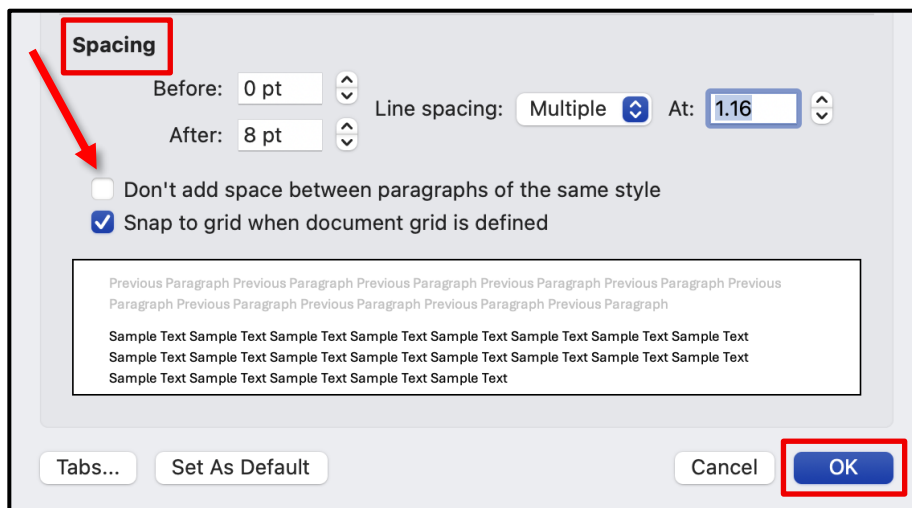 Spacing
Before: 0 pt
Line spacing: Multiple At: 1.16
After: 8 pt
Don't add space between paragraphs of the same style
Snap to grid when document grid is defined
Previous Paragraph Previous Paragraph Previous Paragraph Previous Paragraph Previous Paragraph Previous
Paragraph Previous Paragraph Previous Paragraph Previous Paragraph Previous Paragraph
Sample Text Sample Text Sample Text Sample Text Sample Text Sample Text Sample Text Sample Text
Sample Text Sample Text Sample Text Sample Text Sample Text Sample Text Sample Text Sample Text
Sample Text Sample Text Sample Text Sample Text Sample Text
Tabs... Set As Default Cancel OK